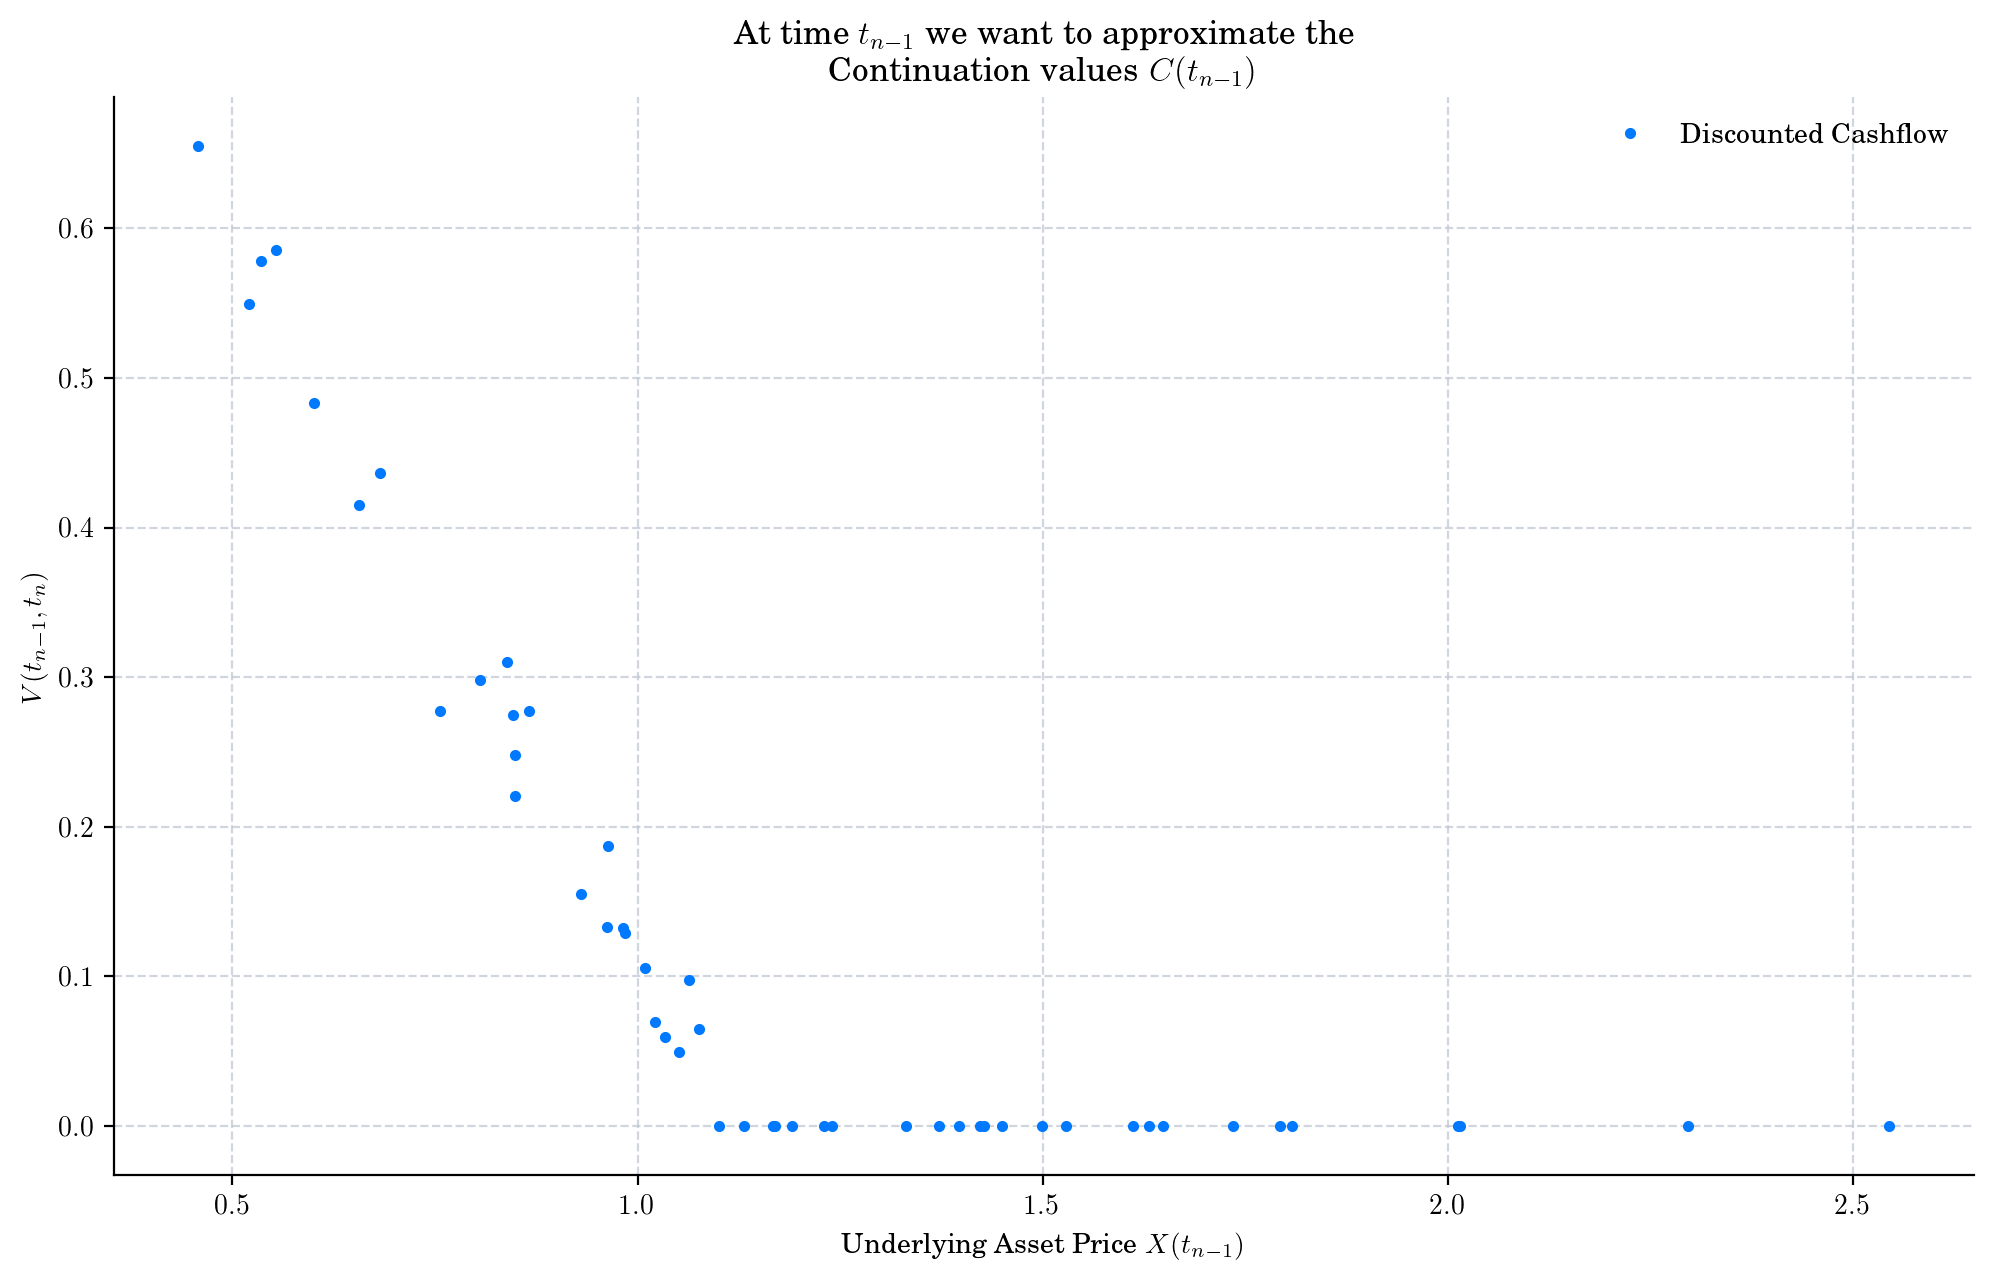 At time $t_{n-1}$ we want to approximate the
Continuation values $C(t_{n-1})$
Discounted Cashflow
$V(t_{n-1}, t_n)$
0.6
0.5
0.4
0.3
0.2
0.1
0.0
0.5 1.0 1.5 2.0 2.5
Underlying Asset Price $X(t_{n-1})$